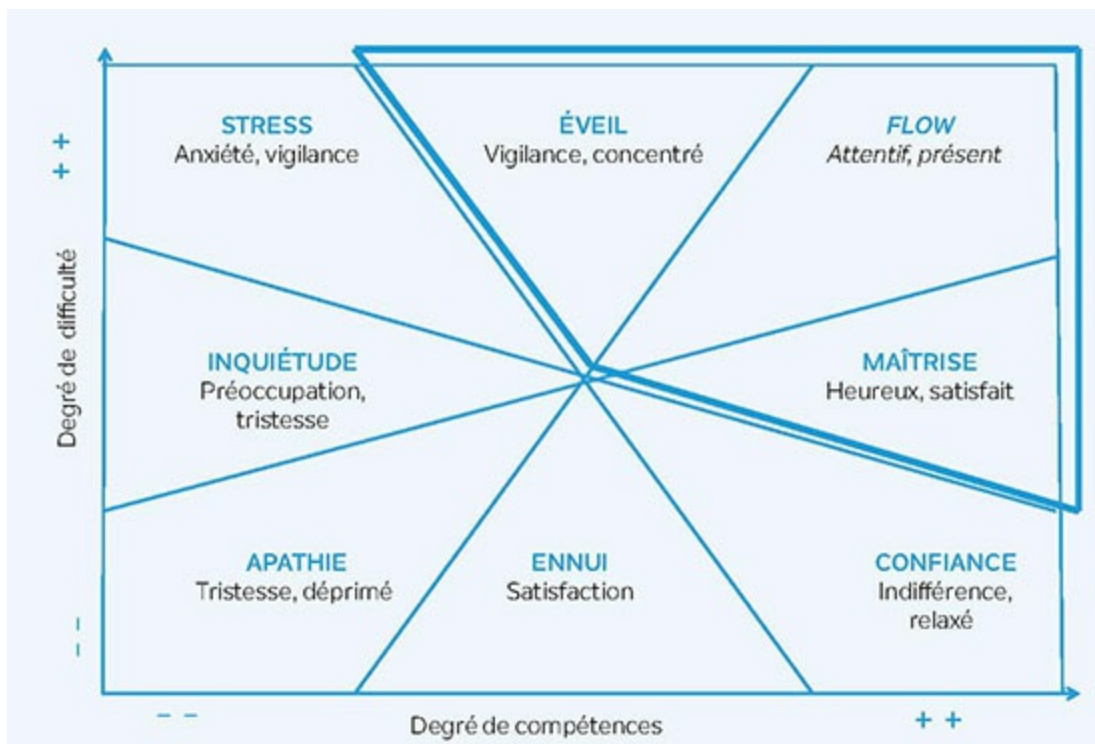 STRESS
Anxiété, vigilance
ÉVEIL
Vigilance, concentré
FLOW
Attentif, présent
+
+
Degré de difficulté
INQUIÉTUDE
Préoccupation,
tristesse
MAÎTRISE
Heureux, satisfait
APATHIE
Tristesse, déprimé
ENNUI
Satisfaction
CONFIANCE
Indifférence,
relaxé
– –
– –
Degré de compétences
+ +